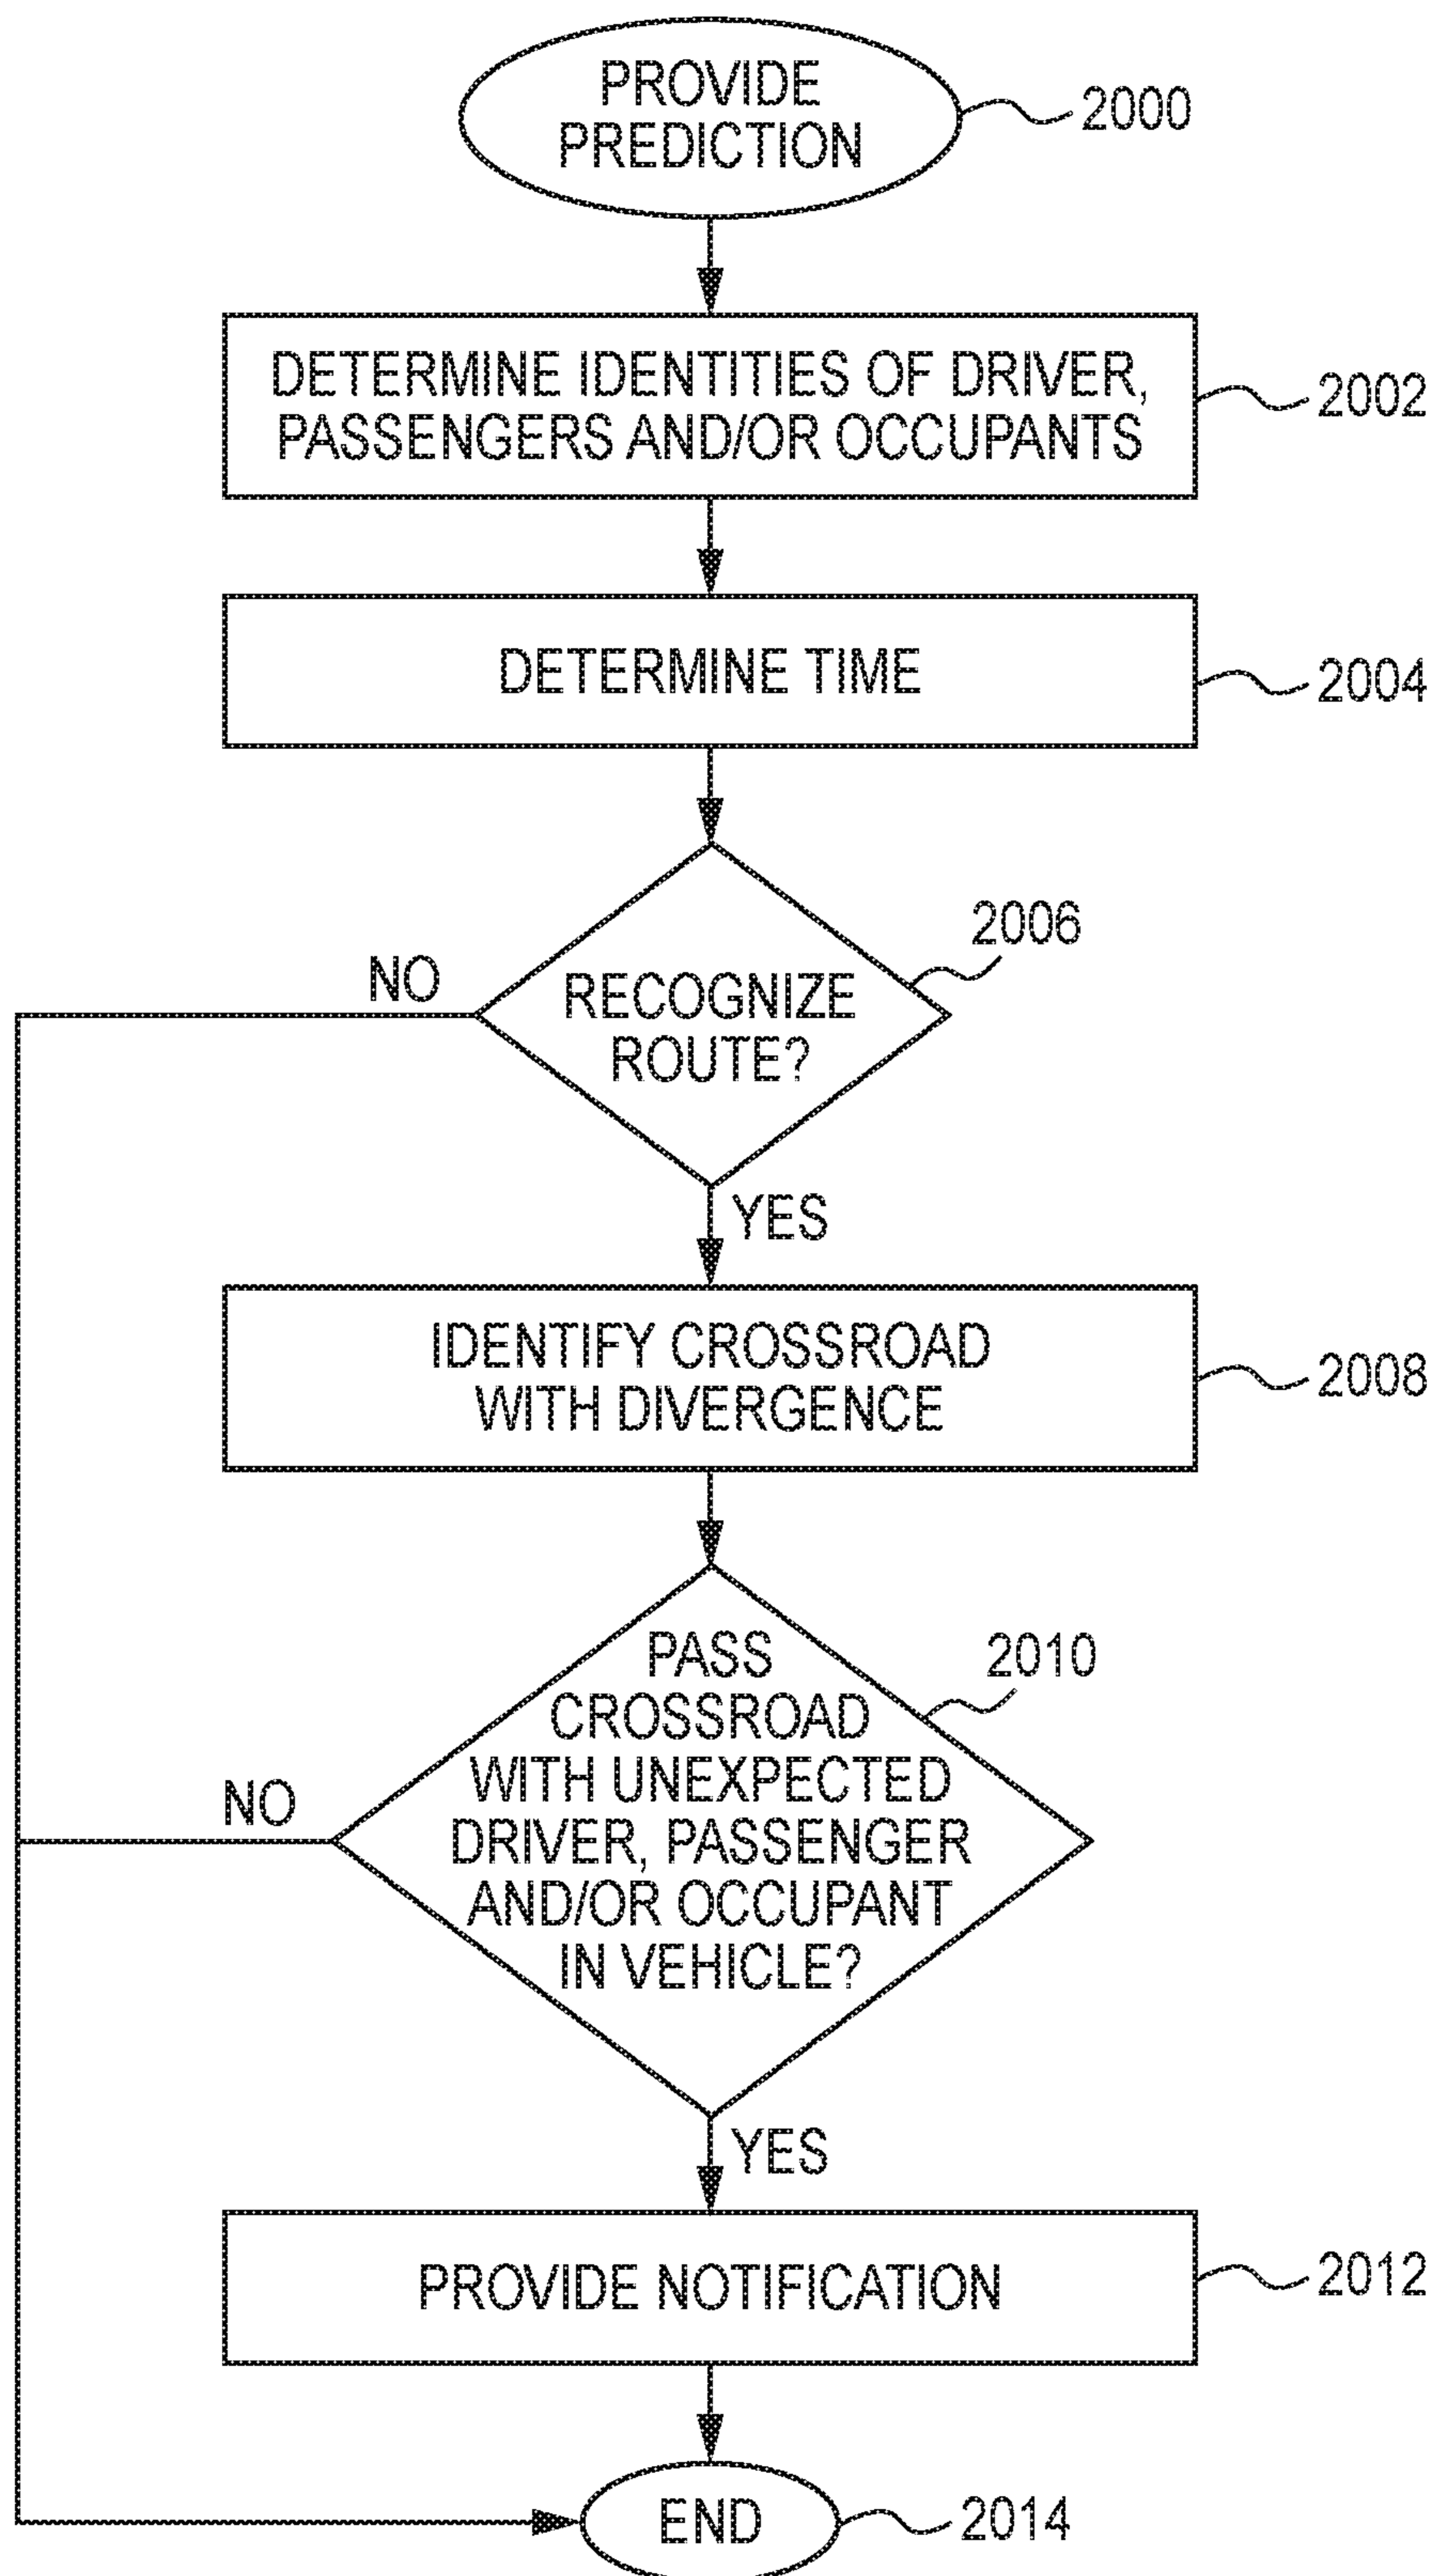 PROVIDE
PREDICTION
2000
DETERMINE IDENTITIES OF DRIVER,
PASSENGERS AND/OR OCCUPANTS
2002
DETERMINE TIME
2004
2006
NO
RECOGNIZE
ROUTE?
YES
IDENTIFY CROSSROAD
WITH DIVERGENCE
2008
PASS
CROSSROAD
WITH UNEXPECTED
DRIVER, PASSENGER
AND/OR OCCUPANT
IN VEHICLE?
2010
NO
YES
PROVIDE NOTIFICATION
2012
END
2014